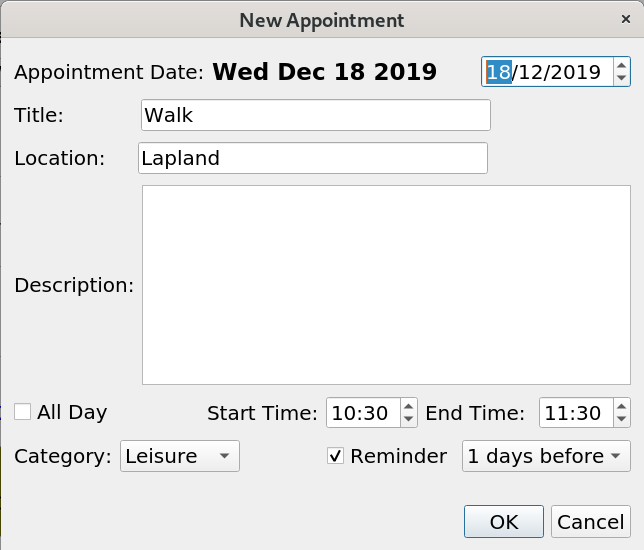 New Appointment ×
Appointment Date: Wed Dec 18 2019 18/12/2019
Title: Walk
Location: Lapland
Description:
All Day Start Time: 10:30 End Time: 11:30
Category: Leisure Reminder 1 days before
OK Cancel